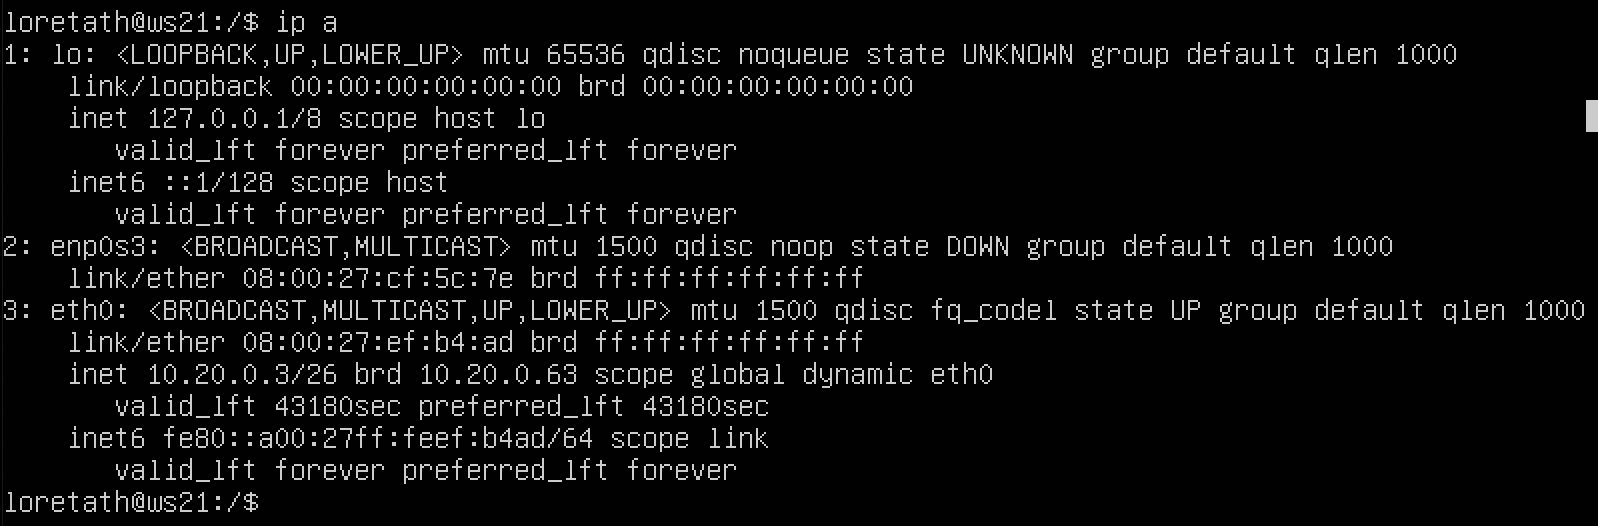 loretath@ws21:/$ ip a
1: lo: <LOOPBACK,UP,LOWER_UP> mtu 65536 qdisc noqueue state UNKNOWN group default qlen 1000
    link/loopback 00:00:00:00:00:00 brd 00:00:00:00:00:00
    inet 127.0.0.1/8 scope host lo
       valid_lft forever preferred_lft forever
    inet6 ::1/128 scope host
       valid_lft forever preferred_lft forever
2: enp0s3: <BROADCAST,MULTICAST> mtu 1500 qdisc noop state DOWN group default qlen 1000
    link/ether 08:00:27:cf:5c:7e brd ff:ff:ff:ff:ff:ff
3: eth0: <BROADCAST,MULTICAST,UP,LOWER_UP> mtu 1500 qdisc fq_codel state UP group default qlen 1000
    link/ether 08:00:27:ef:b4:ad brd ff:ff:ff:ff:ff:ff
    inet 10.20.0.3/26 brd 10.20.0.63 scope global dynamic eth0
       valid_lft 43180sec preferred_lft 43180sec
    inet6 fe80::a00:27ff:feef:b4ad/64 scope link
       valid_lft forever preferred_lft forever
loretath@ws21:/$